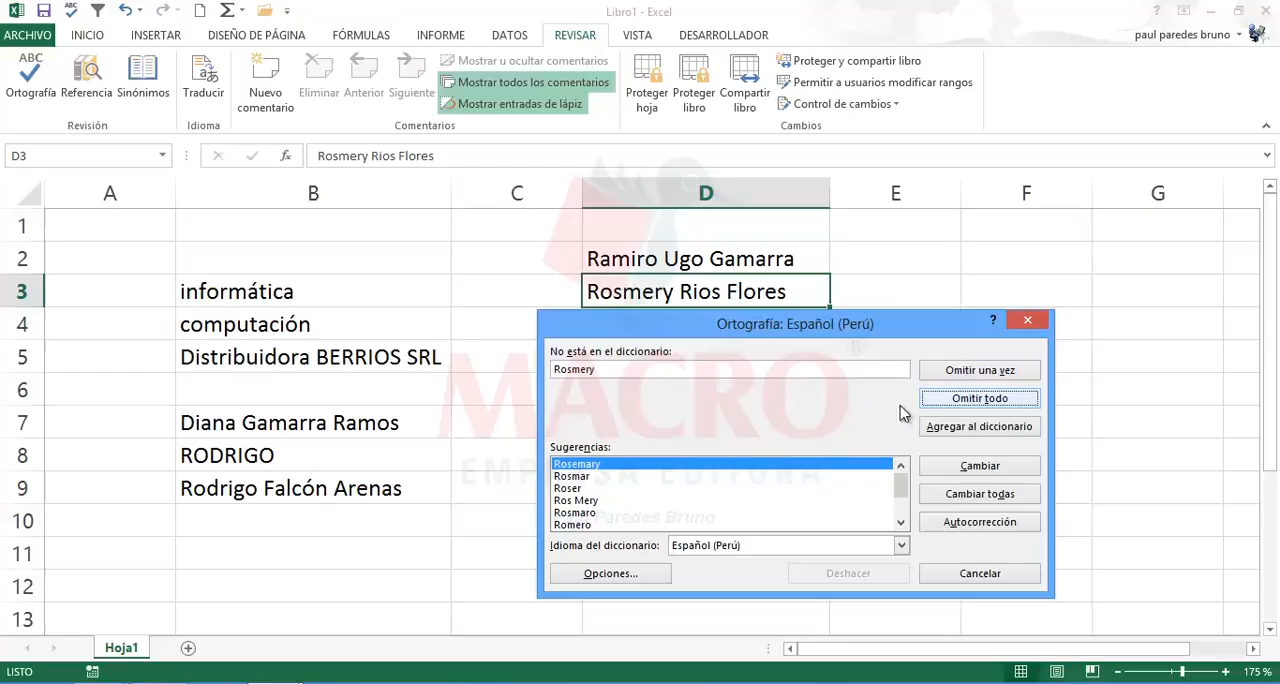 Libro1 - Excel
ARCHIVO INICIO INSERTAR DISEÑO DE PÁGINA FÓRMULAS INFORME DATOS REVISAR VISTA DESARROLLADOR paul paredes bruno
ABC
Ortografía Referencia Sinónimos Traducir Nuevo comentario Eliminar Anterior Siguiente
Mostrar u ocultar comentarios
Mostrar todos los comentarios
Mostrar entradas de lápiz
Proteger hoja Proteger libro Compartir libro
Proteger y compartir libro
Permitir a usuarios modificar rangos
Control de cambios
Revisión Idioma Comentarios Cambios
D3 fx Rosmery Rios Flores
A B C D E F G
1
2 Ramiro Ugo Gamarra
3 informática Rosmery Rios Flores
4 computación
5 Distribuidora BERRIOS SRL
6
7 Diana Gamarra Ramos
8 RODRIGO
9 Rodrigo Falcón Arenas
10
11
12
13
Ortografía: Español (Perú) ?
No está en el diccionario:
Rosmery
Omitir una vez
Omitir todo
Agregar al diccionario
Sugerencias:
Rosemary
Rosmar
Roser
Ros Mery
Rosmaro
Romero
Cambiar
Cambiar todas
Autocorrección
Idioma del diccionario: Español (Perú)
Opciones... Deshacer Cancelar
MACRO
EMPRESA EDITORA
Paredes Bruno
Hoja1
LISTO 175 %